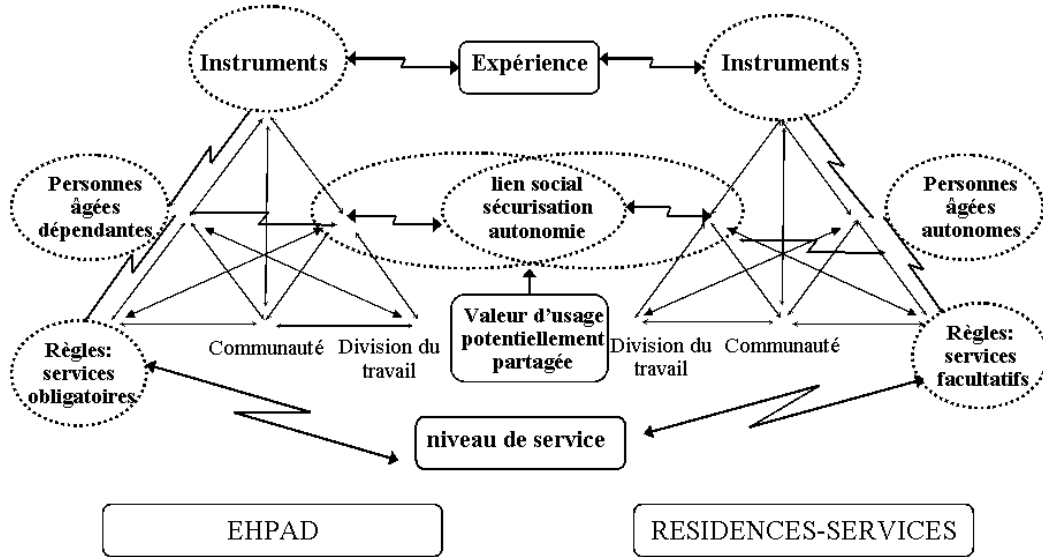 Instruments
Expérience
Instruments
Personnes
âgées
dépendantes
lien social
sécurisation
autonomie
Personnes
âgées
autonomes
Règles:
services
obligatoires
Communauté
Division du
travail
Valeur d'usage
potentiellement
partagée
Division du
travail
Communauté
Règles:
services
facultatifs
niveau de service
EHPAD
RESIDENCES-SERVICES